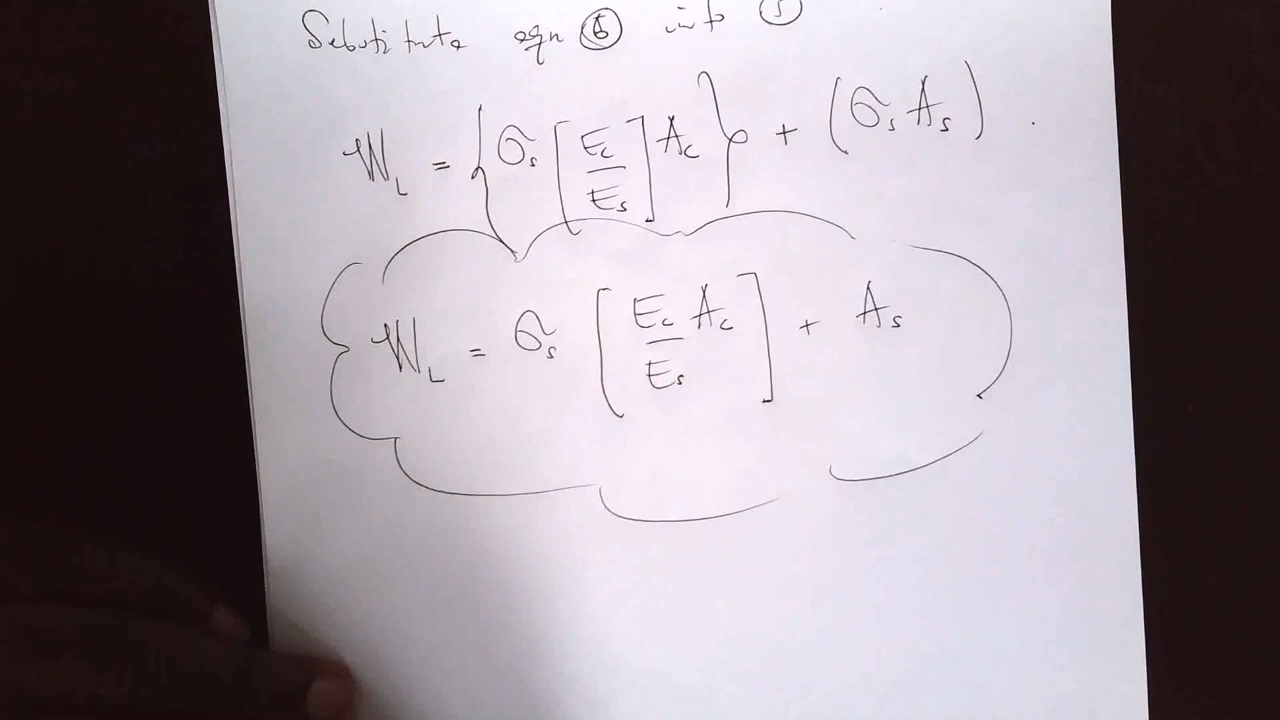 Substitute eqn ⑥ into ⑤
W_L = { σ_s [ E_c / E_s ] A_c } + (σ_s A_s) .
W_L = σ_s [ E_c A_c / E_s ] + A_s